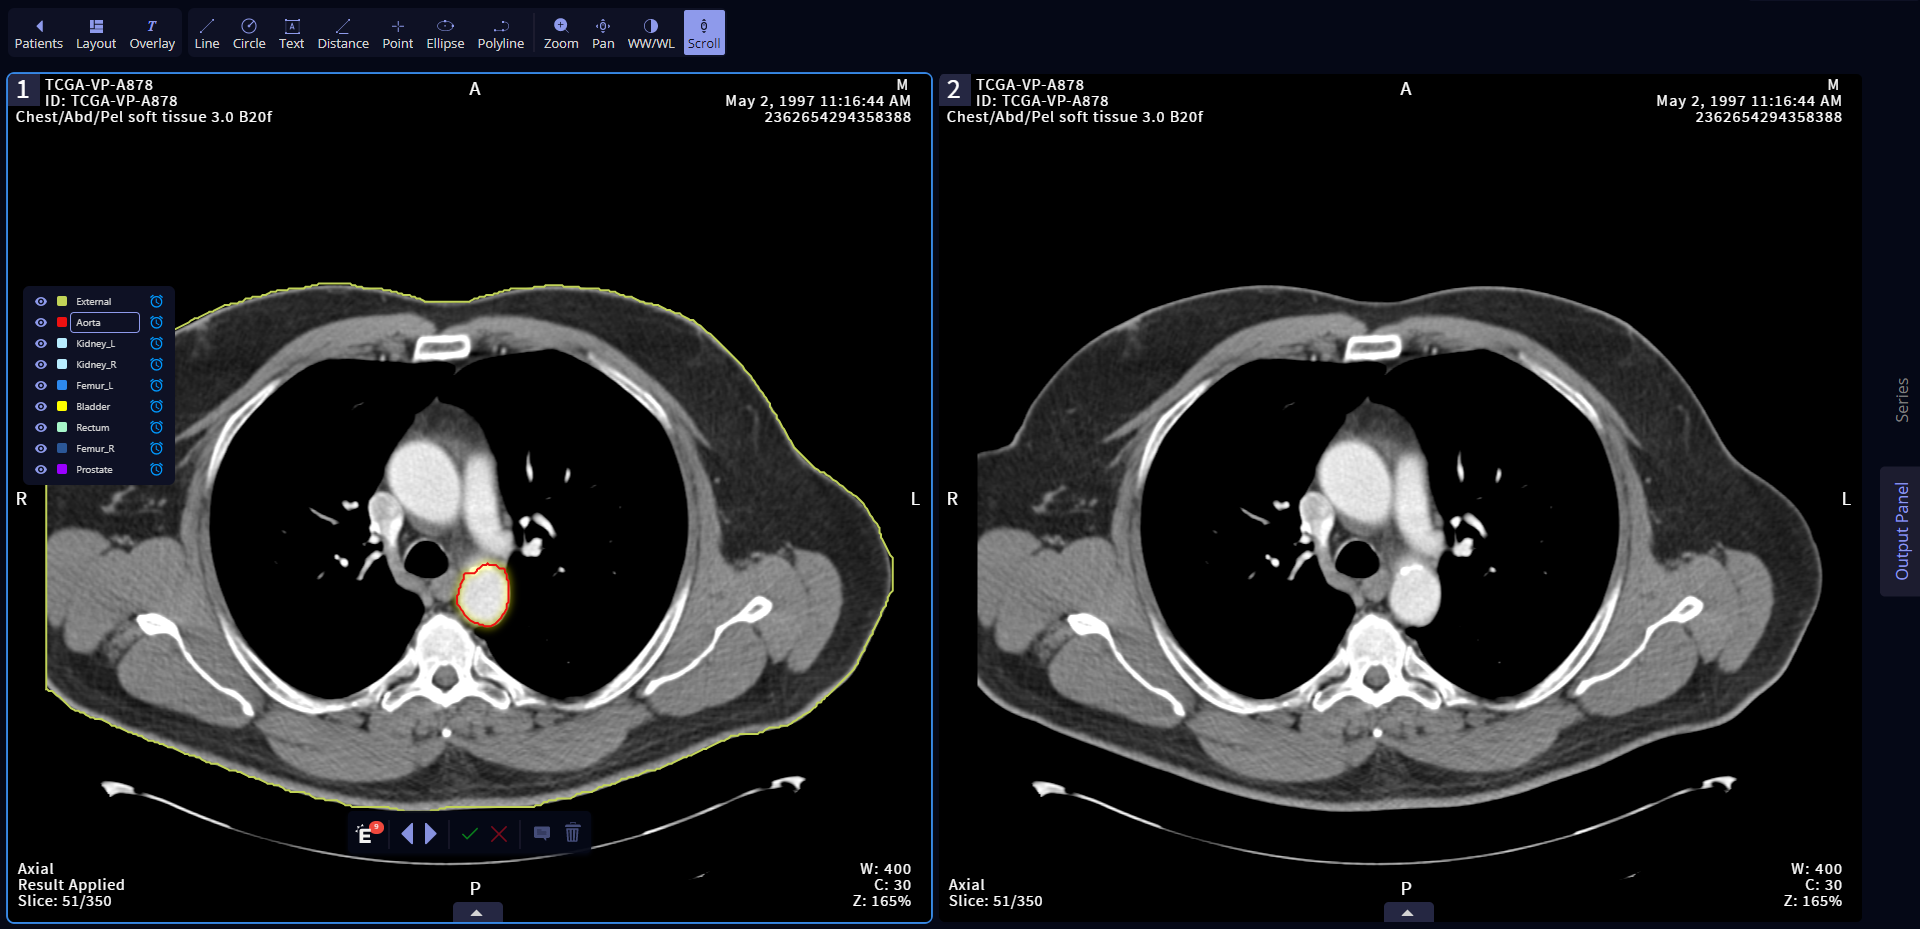 Patients Layout Overlay Line Circle Text Distance Point Ellipse Polyline Zoom Pan WW/WL Scroll
1
TCGA-VP-A878
ID: TCGA-VP-A878
Chest/Abd/Pel soft tissue 3.0 B20f
A
M
May 2, 1997 11:16:44 AM
2362654294358388
External
Aorta
Kidney_L
Kidney_R
Femur_L
Bladder
Rectum
Femur_R
Prostate
R
L
E 9
Axial
Result Applied
Slice: 51/350
P
W: 400
C: 30
Z: 165%
2
TCGA-VP-A878
ID: TCGA-VP-A878
Chest/Abd/Pel soft tissue 3.0 B20f
A
M
May 2, 1997 11:16:44 AM
2362654294358388
R
L
Axial
Slice: 51/350
P
W: 400
C: 30
Z: 165%
Series
Output Panel